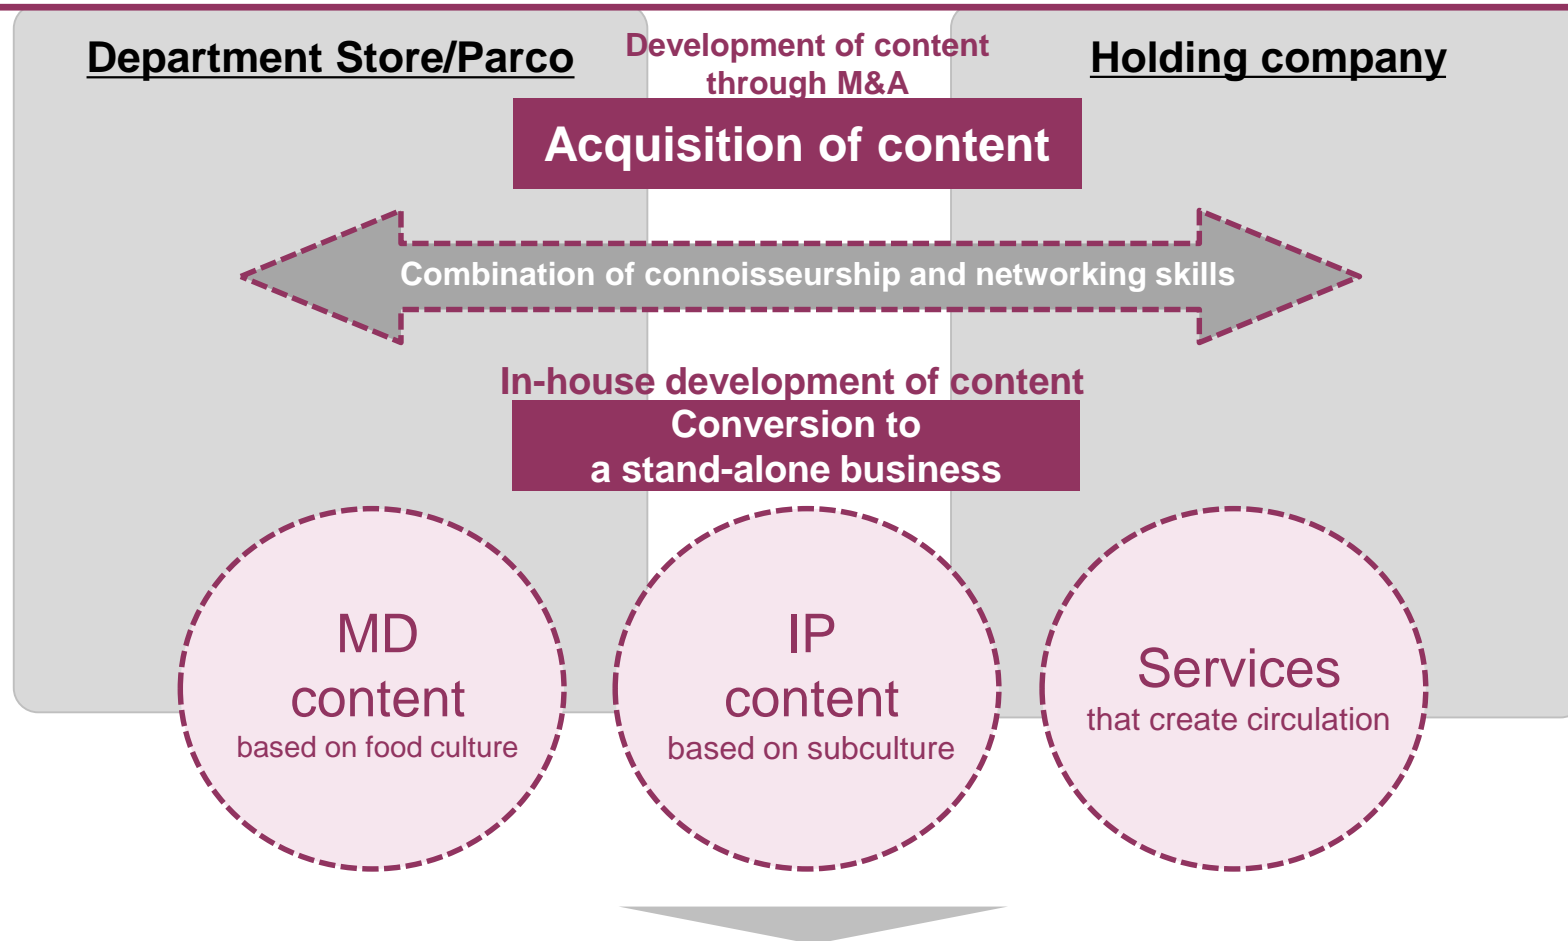 Department Store/Parco
Development of content
through M&A
Holding company
Acquisition of content
Combination of connoisseurship and networking skills
In-house development of content
Conversion to
a stand-alone business
MD
content
based on food culture
IP
content
based on subculture
Services
that create circulation